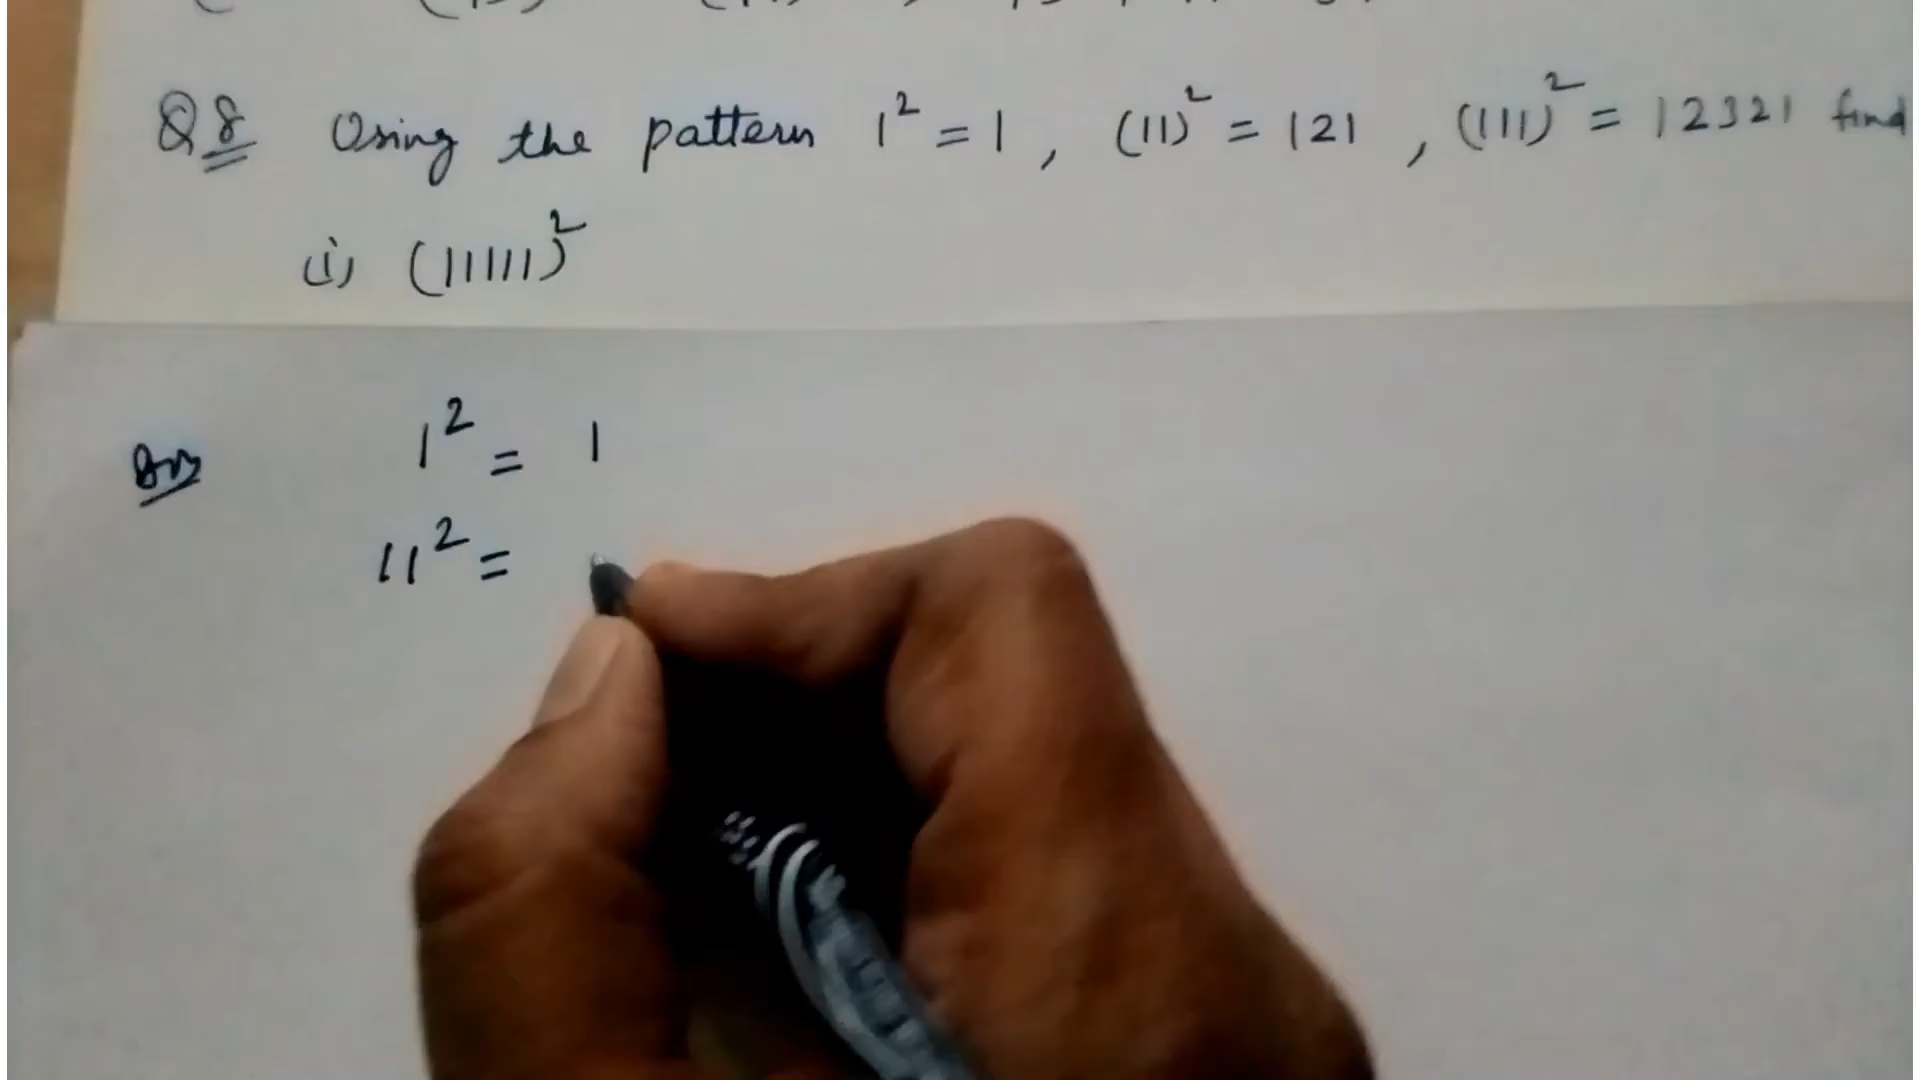 Q8 Using the pattern 1² = 1, (11)² = 121, (111)² = 12321 find
(i) (11111)²
Ans 1² = 1
11² =